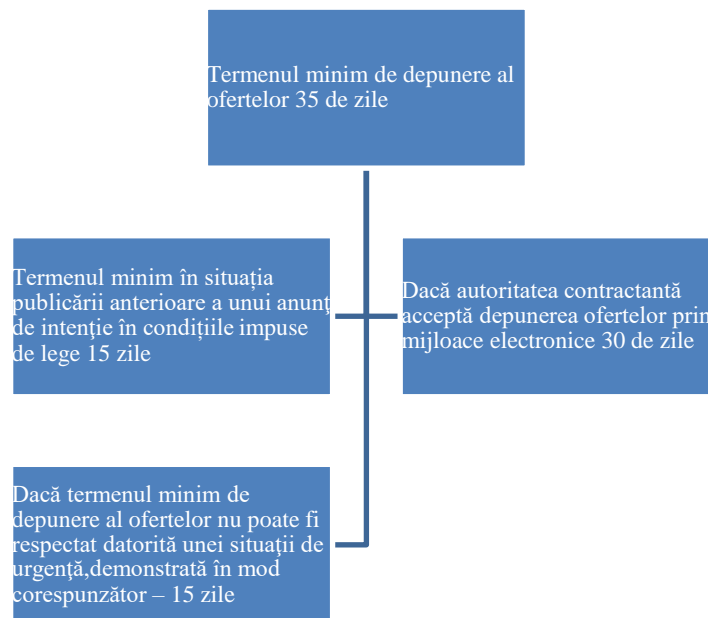 Termenul minim de depunere al
ofertelor 35 de zile
Termenul minim în situația
publicării anterioare a unui anunț
de intenție în condițiile impuse
de lege 15 zile
Dacă autoritatea contractantă
acceptă depunerea ofertelor prin
mijloace electronice 30 de zile
Dacă termenul minim de
depunere al ofertelor nu poate fi
respectat datorită unei situații de
urgenţă,demonstrată în mod
corespunzător – 15 zile